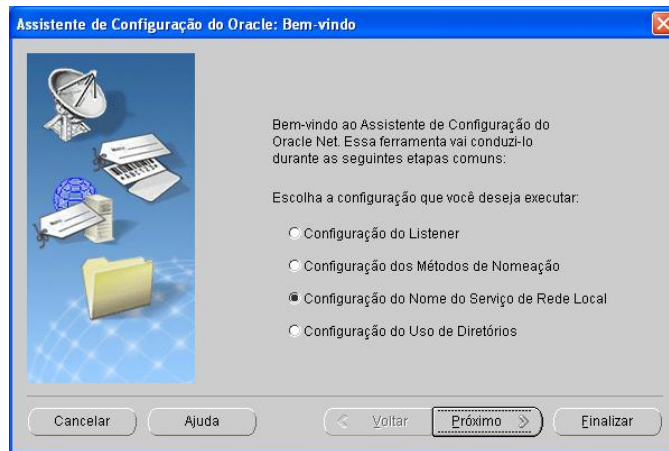 Assistente de Configuração do Oracle: Bem-vindo
Bem-vindo ao Assistente de Configuração do
Oracle Net. Essa ferramenta vai conduzi-lo
durante as seguintes etapas comuns:
Escolha a configuração que você deseja executar:
Configuração do Listener
Configuração dos Métodos de Nomeação
Configuração do Nome do Serviço de Rede Local
Configuração do Uso de Diretórios
Cancelar
Ajuda
Voltar
Próximo
Finalizar